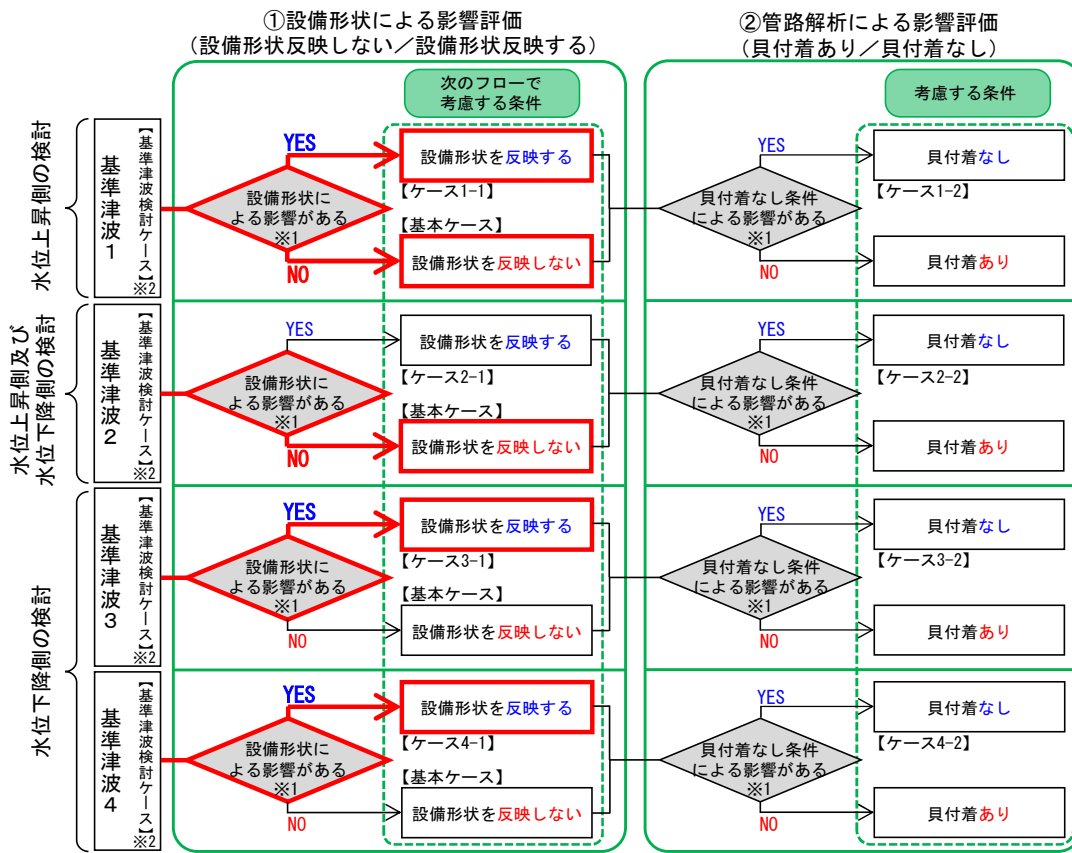 ①設備形状による影響評価
(設備形状反映しない／設備形状反映する)
②管路解析による影響評価
(貝付着あり／貝付着なし)
次のフローで
考慮する条件
考慮する条件
水位上昇側の検討
基準津波1
【基準津波検討ケース】
※2
設備形状に
よる影響がある
※1
YES
設備形状を反映する
【ケース1-1】
【基本ケース】
NO
設備形状を反映しない
貝付着なし条件
による影響がある
※1
YES
貝付着なし
【ケース1-2】
NO
貝付着あり
水位上昇側及び
水位下降側の検討
基準津波2
【基準津波検討ケース】
※2
設備形状に
よる影響がある
※1
YES
設備形状を反映する
【ケース2-1】
【基本ケース】
NO
設備形状を反映しない
貝付着なし条件
による影響がある
※1
YES
貝付着なし
【ケース2-2】
NO
貝付着あり
水位下降側の検討
基準津波3
【基準津波検討ケース】
※2
設備形状に
よる影響がある
※1
YES
設備形状を反映する
【ケース3-1】
【基本ケース】
NO
設備形状を反映しない
貝付着なし条件
による影響がある
※1
YES
貝付着なし
【ケース3-2】
NO
貝付着あり
基準津波4
【基準津波検討ケース】
※2
設備形状に
よる影響がある
※1
YES
設備形状を反映する
【ケース4-1】
【基本ケース】
NO
設備形状を反映しない
貝付着なし条件
による影響がある
※1
YES
貝付着なし
【ケース4-2】
NO
貝付着あり